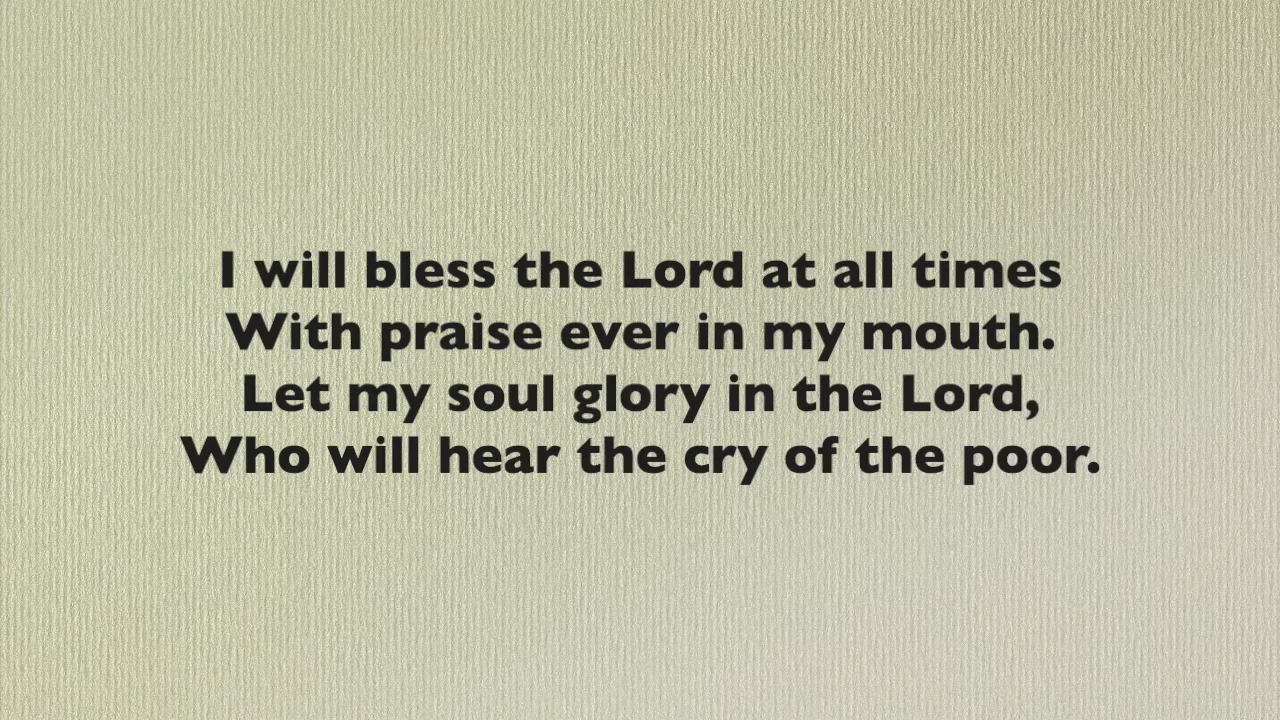 I will bless the Lord at all times
With praise ever in my mouth.
Let my soul glory in the Lord,
Who will hear the cry of the poor.